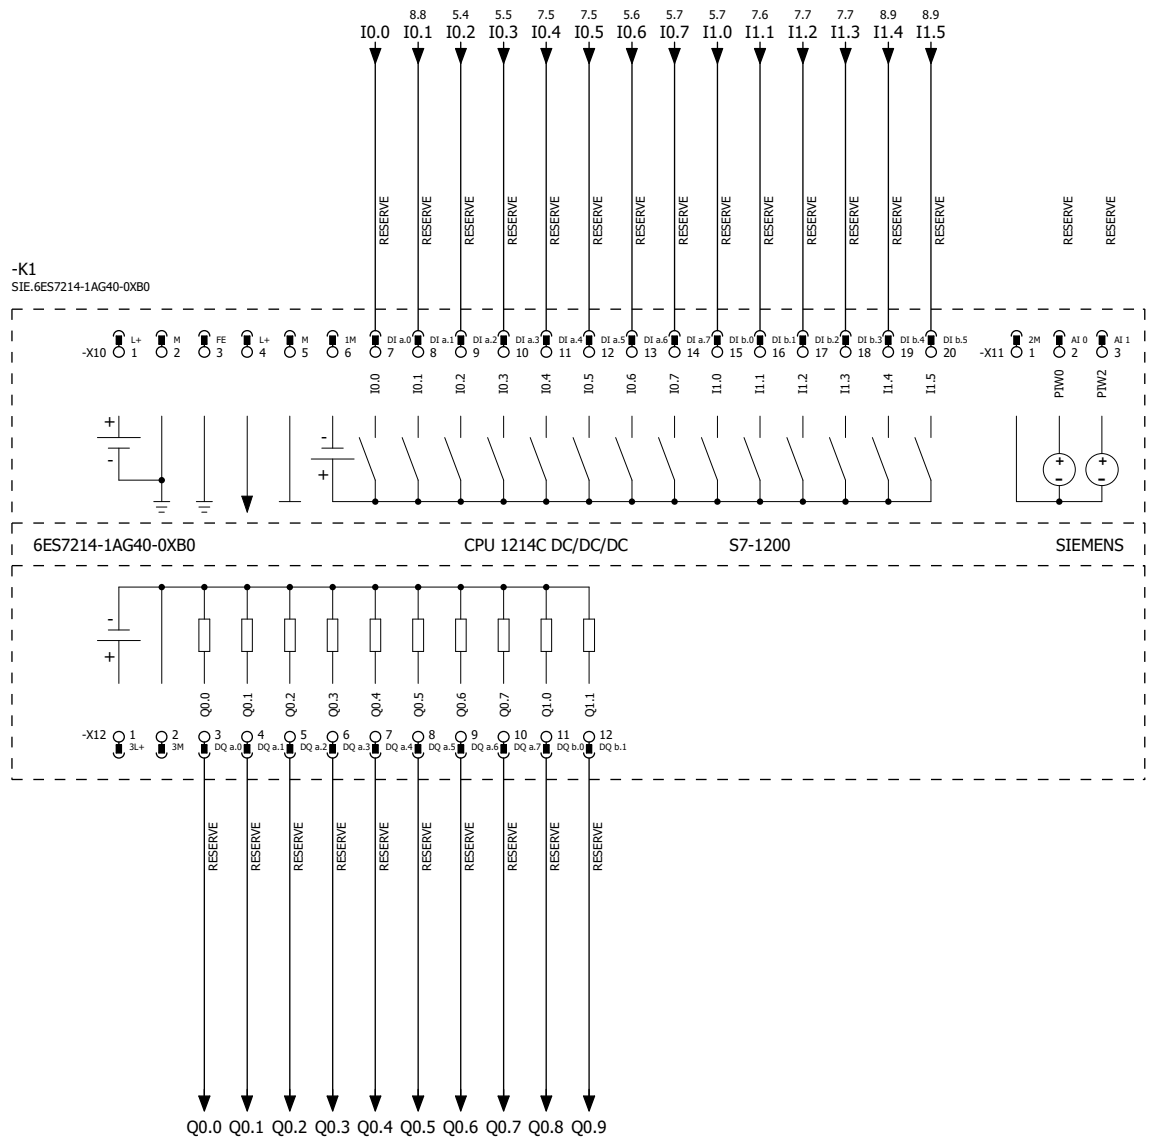 8.8 5.4 5.5 7.5 7.5 5.6 5.7 5.7 7.6 7.7 7.7 8.9 8.9
I0.0 I0.1 I0.2 I0.3 I0.4 I0.5 I0.6 I0.7 I1.0 I1.1 I1.2 I1.3 I1.4 I1.5
RESERVE RESERVE RESERVE RESERVE RESERVE RESERVE RESERVE RESERVE RESERVE RESERVE RESERVE RESERVE RESERVE RESERVE RESERVE RESERVE
-K1
SIE.6ES7214-1AG40-0XB0
L+ M FE L+ M 1M DI a.0 DI a.1 DI a.2 DI a.3 DI a.4 DI a.5 DI a.6 DI a.7 DI b.0 DI b.1 DI b.2 DI b.3 DI b.4 DI b.5 2M AI 0 AI 1
-X10 1 2 3 4 5 6 7 8 9 10 11 12 13 14 15 16 17 18 19 20 -X11 1 2 3
I0.0 I0.1 I0.2 I0.3 I0.4 I0.5 I0.6 I0.7 I1.0 I1.1 I1.2 I1.3 I1.4 I1.5 PIW0 PIW2
+ -
- + + +
- + - -
6ES7214-1AG40-0XB0 CPU 1214C DC/DC/DC S7-1200 SIEMENS
-
+
Q0.0 Q0.1 Q0.2 Q0.3 Q0.4 Q0.5 Q0.6 Q0.7 Q1.0 Q1.1
-X12 1 2 3 4 5 6 7 8 9 10 11 12
3L+ 3M DQ a.0 DQ a.1 DQ a.2 DQ a.3 DQ a.4 DQ a.5 DQ a.6 DQ a.7 DQ b.0 DQ b.1
RESERVE RESERVE RESERVE RESERVE RESERVE RESERVE RESERVE RESERVE RESERVE RESERVE
Q0.0 Q0.1 Q0.2 Q0.3 Q0.4 Q0.5 Q0.6 Q0.7 Q0.8 Q0.9